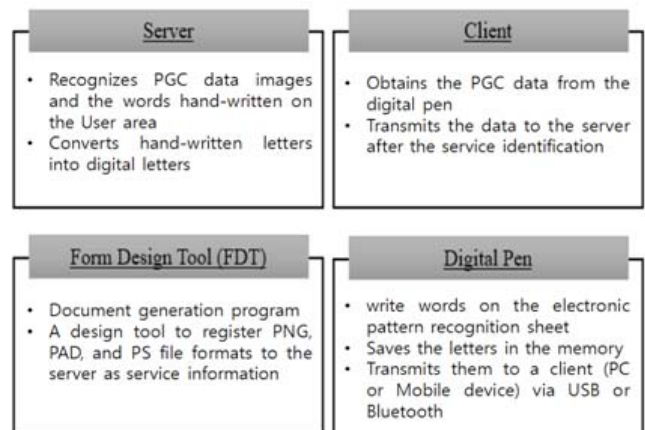 Server
• Recognizes PGC data images
and the words hand-written on
the User area
• Converts hand-written letters
into digital letters
Client
• Obtains the PGC data from the
digital pen
• Transmits the data to the server
after the service identification
Form Design Tool (FDT)
• Document generation program
• A design tool to register PNG,
PAD, and PS file formats to the
server as service information
Digital Pen
• write words on the electronic
pattern recognition sheet
• Saves the letters in the memory
• Transmits them to a client (PC
or Mobile device) via USB or
Bluetooth